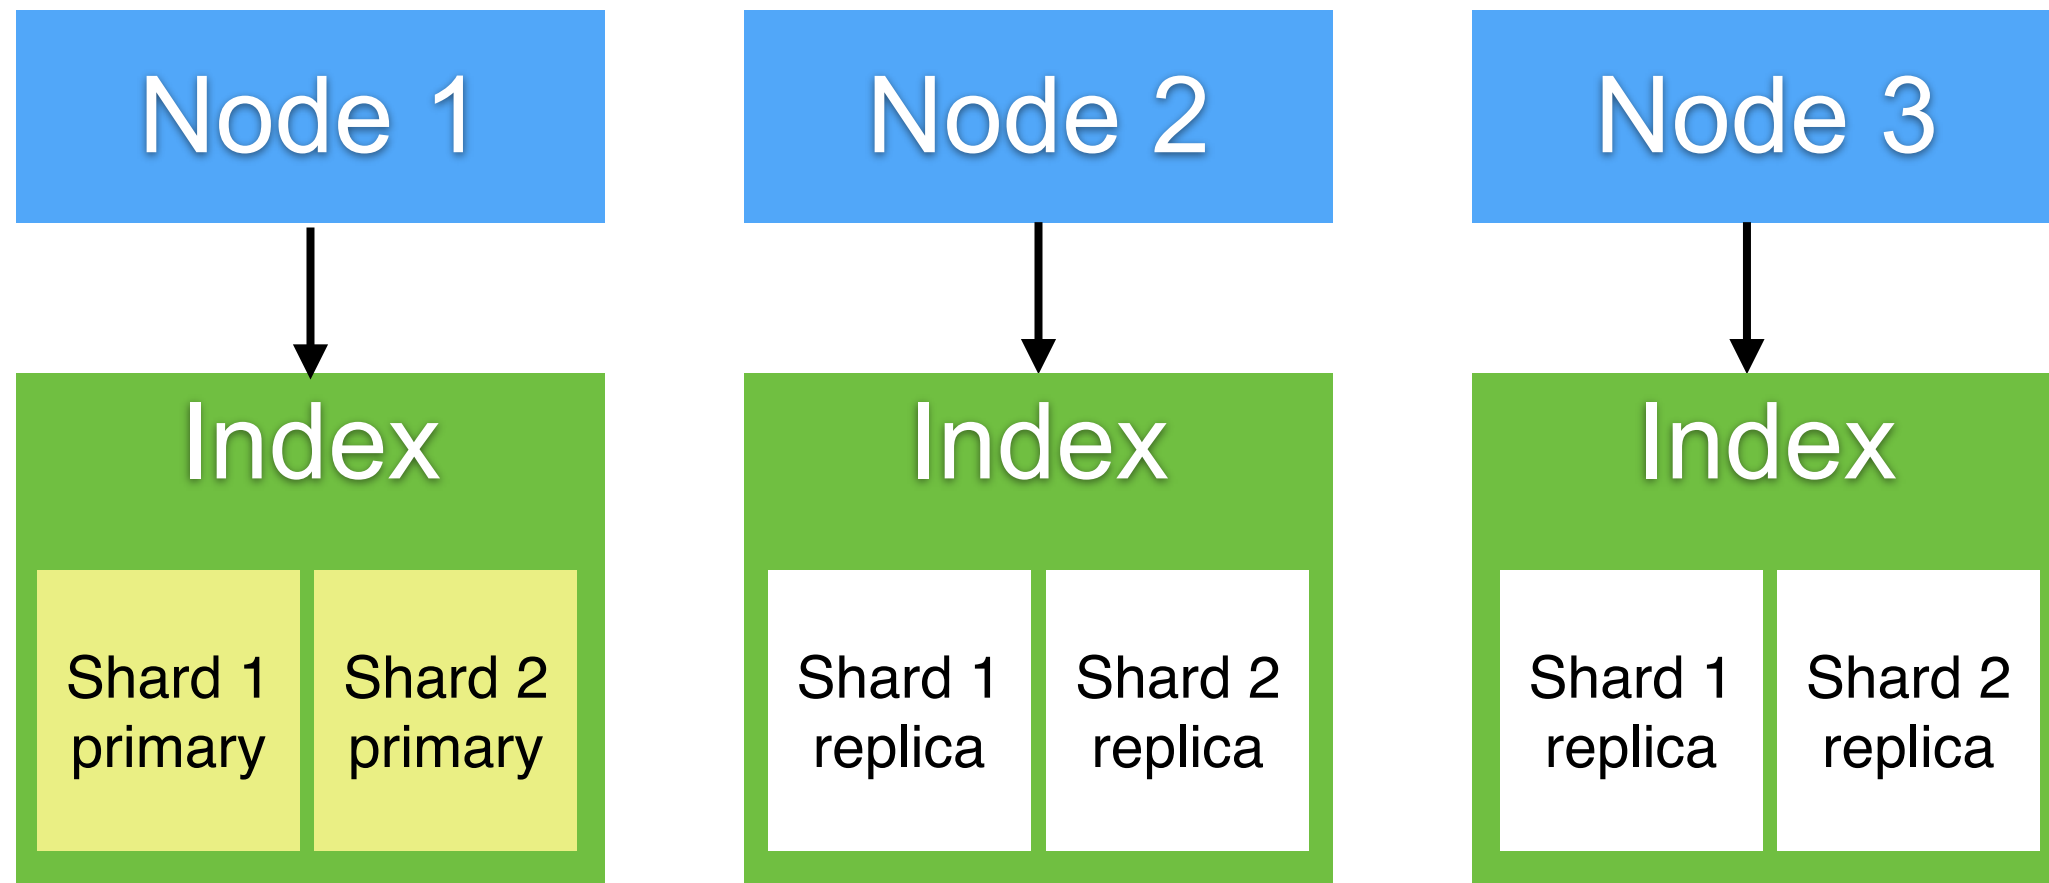 Node 1
Node 2
Node 3
Index
Index
Index
Shard 1
primary
Shard 2
primary
Shard 1
replica
Shard 2
replica
Shard 1
replica
Shard 2
replica